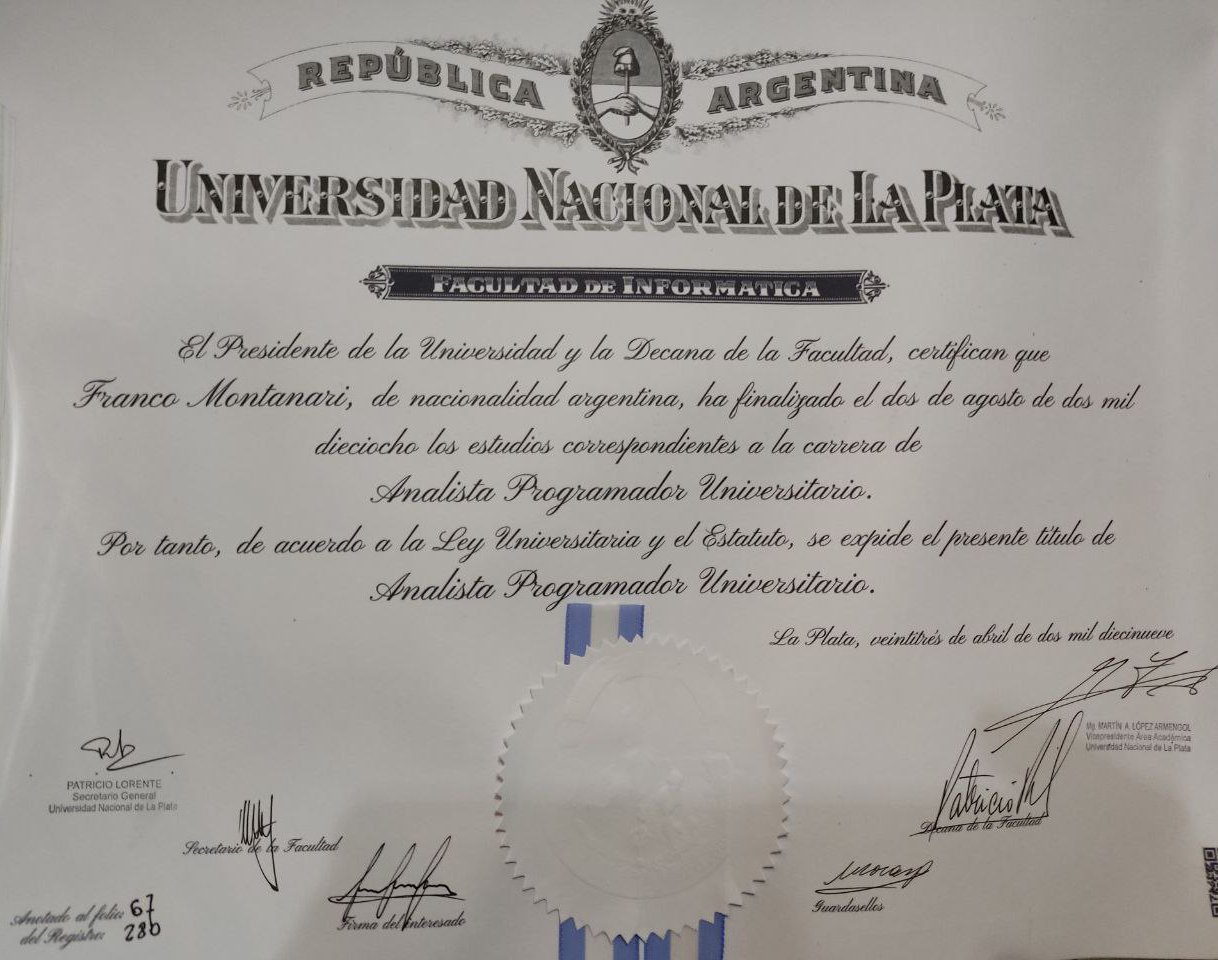 REPÚBLICA ARGENTINA
UNIVERSIDAD NACIONAL DE LA PLATA
FACULTAD DE INFORMATICA
El Presidente de la Universidad y la Decana de la Facultad, certifican que
Franco Montanari, de nacionalidad argentina, ha finalizado el dos de agosto de dos mil
dieciocho los estudios correspondientes a la carrera de
Analista Programador Universitario.
Por tanto, de acuerdo a la Ley Universitaria y el Estatuto, se expide el presente título de
Analista Programador Universitario.
La Plata, veintitrés de abril de dos mil diecinueve
Mg. MARTÍN A. LÓPEZ ARMENGOL
Vicepresidente Área Académica
Universidad Nacional de La Plata
PATRICIO LORENTE
Secretario General
Universidad Nacional de La Plata
Decana de la Facultad
Secretario de la Facultad
Guardasellos
Firma del interesado
Anotado al folio: 67
del Registro: 280